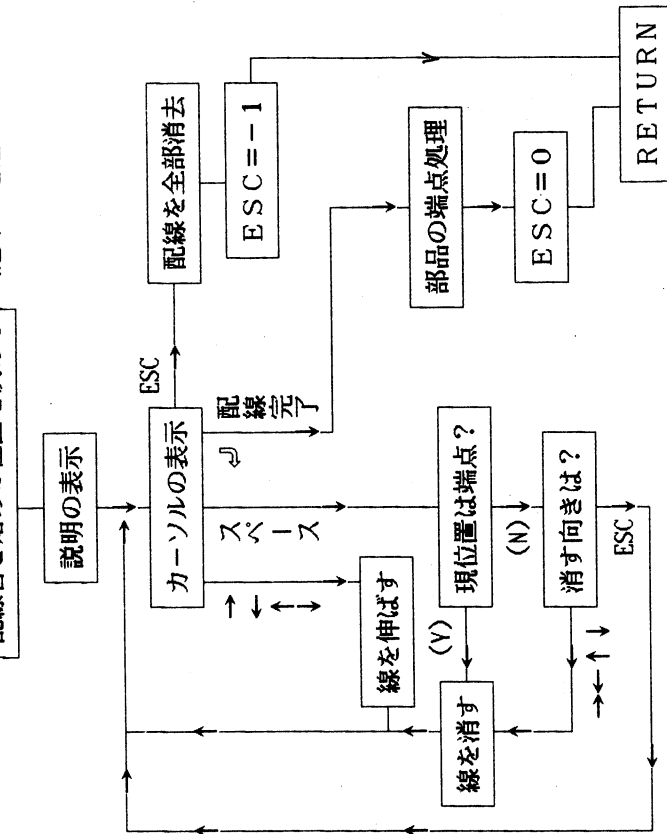 説明の表示
カーソルの表示
ESC
配線を全部消去
ESC=-1
→ ← ↑ ↓
スペース
配線完了
線を伸ばす
現位置は端点?
(Y)
(N)
線を消す
消す向きは?
→← ↑ ↓
ESC
部品の端点処理
ESC=0
RETURN